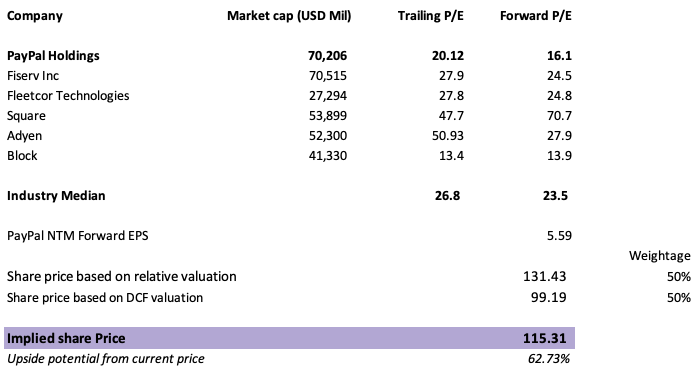 Company Market cap (USD Mil) Trailing P/E Forward P/E
PayPal Holdings 70,206 20.12 16.1
Fiserv Inc 70,515 27.9 24.5
Fleetcor Technologies 27,294 27.8 24.8
Square 53,899 47.7 70.7
Adyen 52,300 50.93 27.9
Block 41,330 13.4 13.9
Industry Median 26.8 23.5
PayPal NTM Forward EPS 5.59
Weightage
Share price based on relative valuation 131.43 50%
Share price based on DCF valuation 99.19 50%
Implied share Price 115.31
Upside potential from current price 62.73%